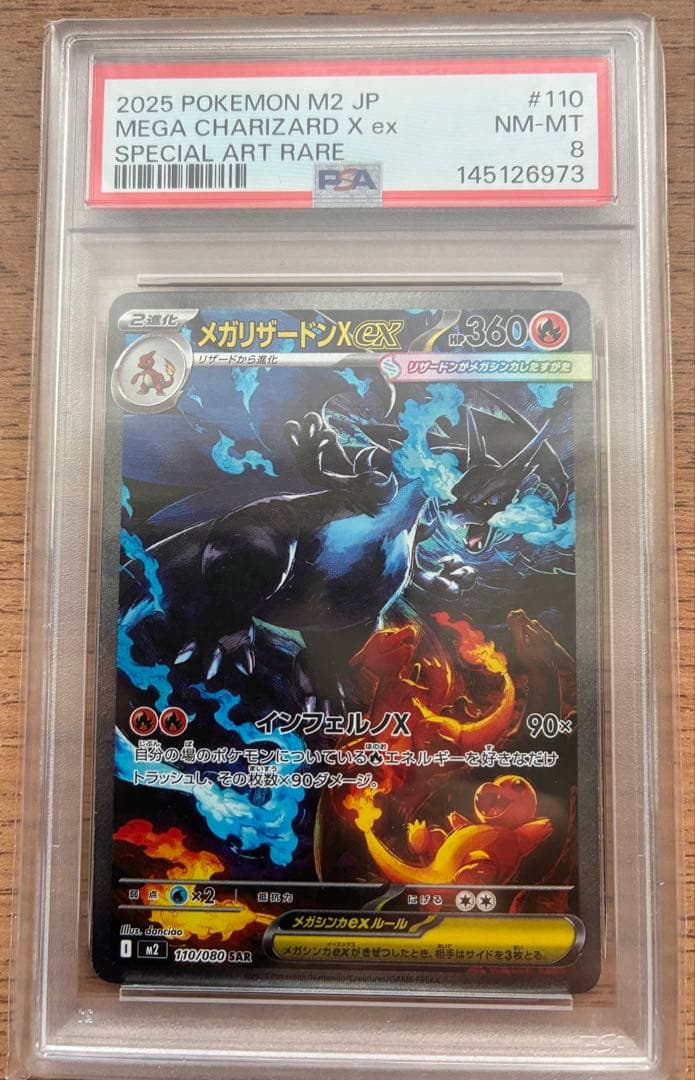 2025 POKEMON M2 JP #110
MEGA CHARIZARD X ex NM-MT
SPECIAL ART RARE 8
PSA 145126973
2進化 メガリザードンXex HP360
リザードから進化 リザードンがメガシンカしたすがた
インフェルノX 90×
自分の場のポケモンについているエネルギーを好きなだけ
トラッシュし、その枚数×90ダメージ。
弱点 ×2 抵抗力 にげる
メガシンカexルール
メガシンカexがきぜつしたとき、相手はサイドを3枚とる。
Illus. danciao
I m2 110/080 SAR
©2025 Pokémon/Nintendo/Creatures/GAME FREAK